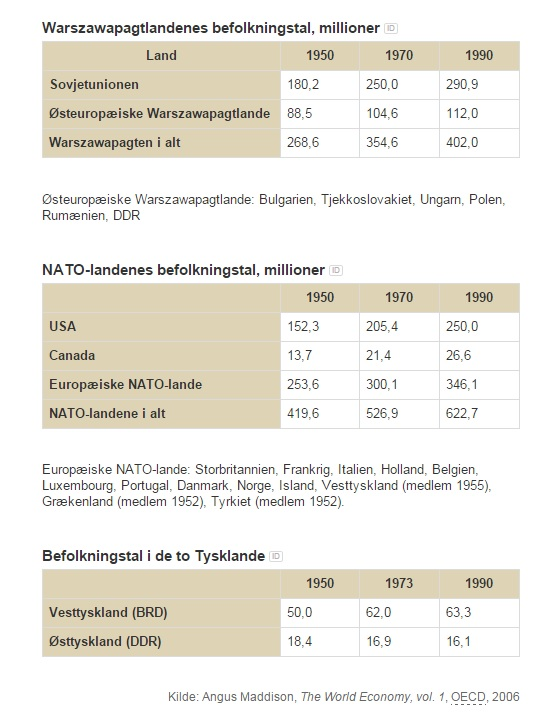 Warszawapagtlandenes befolkningstal, millioner ID
Land 1950 1970 1990
Sovjetunionen 180,2 250,0 290,9
Østeuropæiske Warszawapagtlande 88,5 104,6 112,0
Warszawapagten i alt 268,6 354,6 402,0
Østeuropæiske Warszawapagtlande: Bulgarien, Tjekkoslovakiet, Ungarn, Polen,
Rumænien, DDR
NATO-landenes befolkningstal, millioner ID
1950 1970 1990
USA 152,3 205,4 250,0
Canada 13,7 21,4 26,6
Europæiske NATO-lande 253,6 300,1 346,1
NATO-landene i alt 419,6 526,9 622,7
Europæiske NATO-lande: Storbritannien, Frankrig, Italien, Holland, Belgien,
Luxembourg, Portugal, Danmark, Norge, Island, Vesttyskland (medlem 1955),
Grækenland (medlem 1952), Tyrkiet (medlem 1952).
Befolkningstal i de to Tysklande ID
1950 1973 1990
Vesttyskland (BRD) 50,0 62,0 63,3
Østtyskland (DDR) 18,4 16,9 16,1
Kilde: Angus Maddison, The World Economy, vol. 1, OECD, 2006